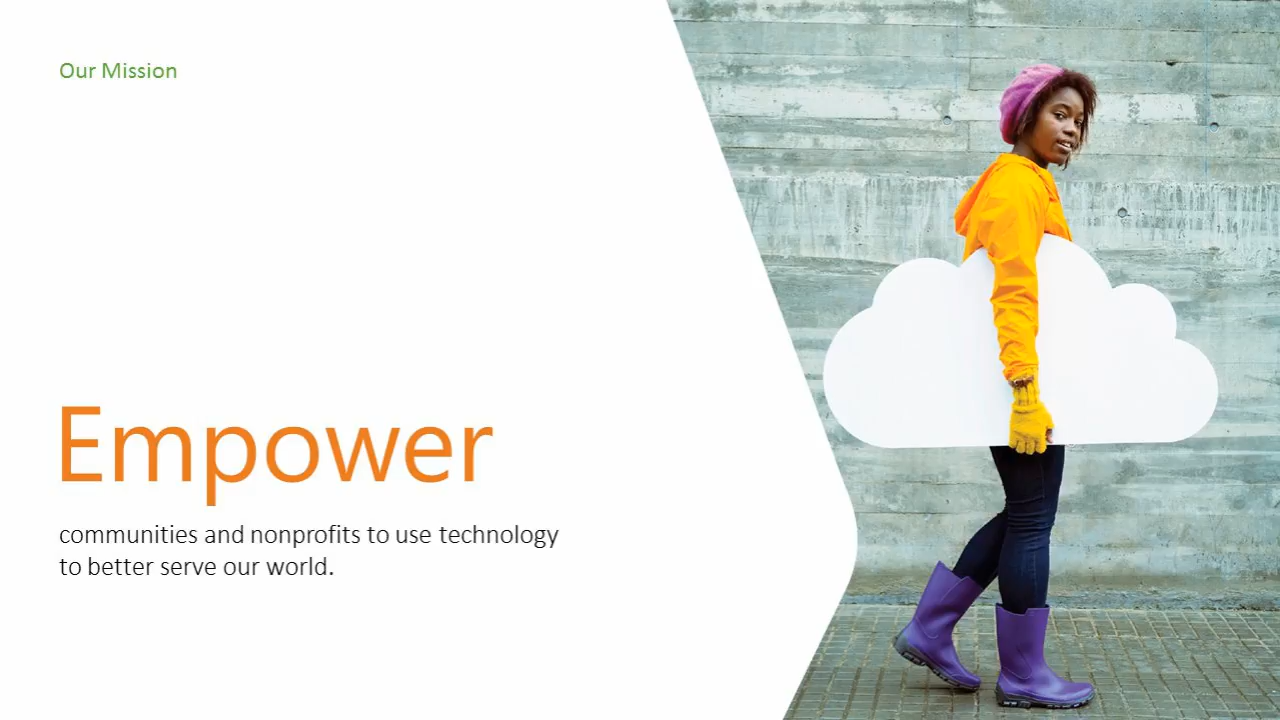 Our Mission
Empower
communities and nonprofits to use technology
to better serve our world.